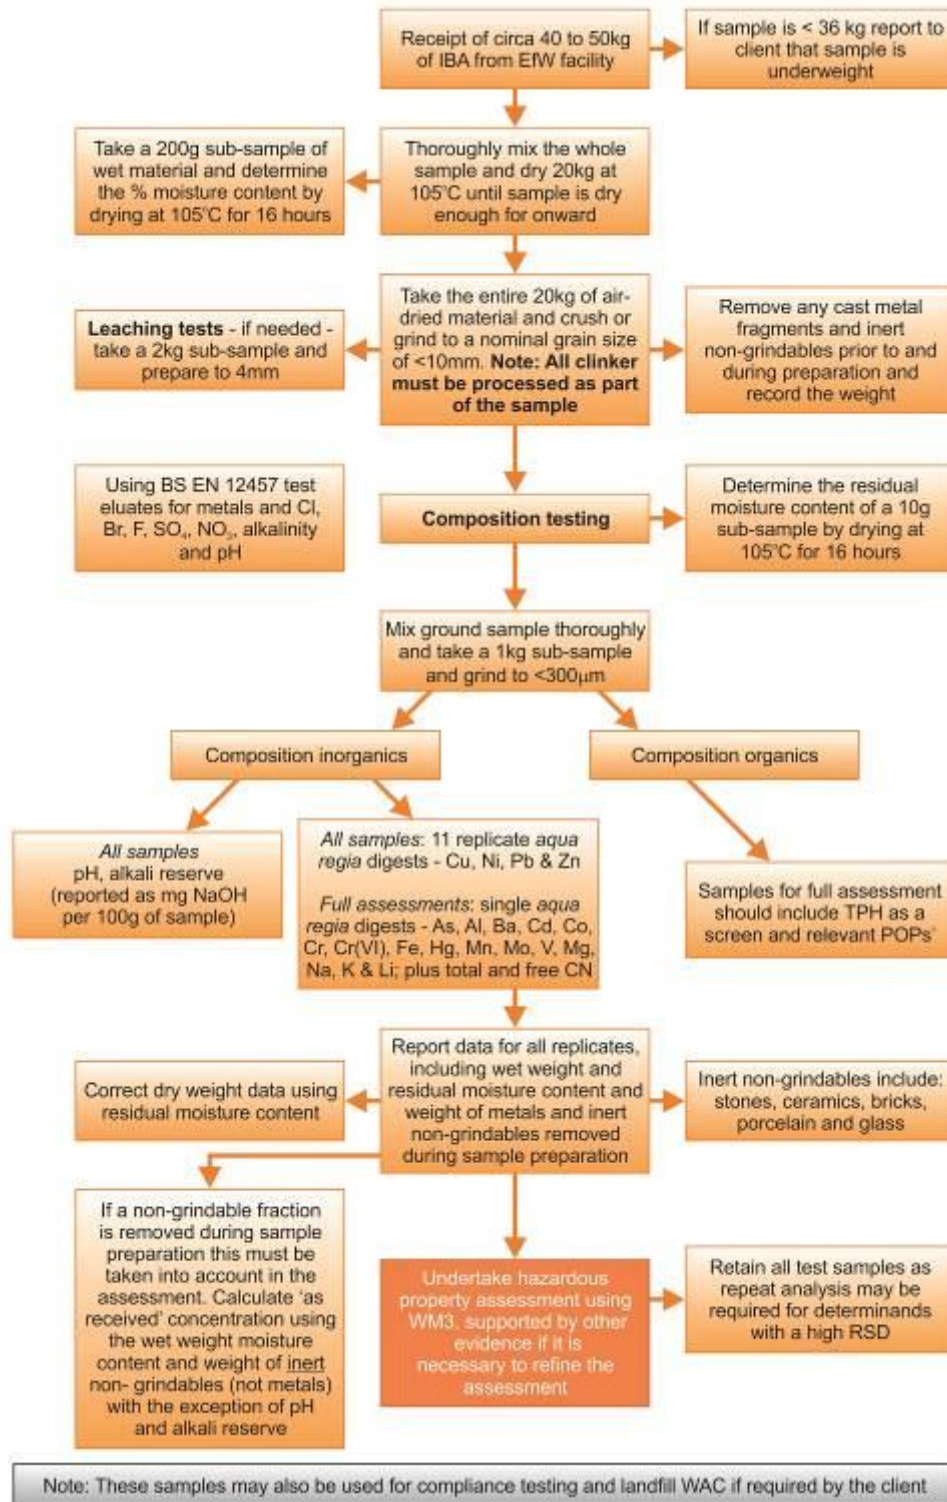 Receipt of circa 40 to 50kg
of IBA from EfW facility
If sample is < 36 kg report to
client that sample is
underweight
Take a 200g sub-sample of
wet material and determine
the % moisture content by
drying at 105°C for 16 hours
Thoroughly mix the whole
sample and dry 20kg at
105°C until sample is dry
enough for onward
Leaching tests - if needed -
take a 2kg sub-sample and
prepare to 4mm
Take the entire 20kg of air-
dried material and crush or
grind to a nominal grain size
of <10mm. Note: All clinker
must be processed as part
of the sample
Remove any cast metal
fragments and inert
non-grindables prior to and
during preparation and
record the weight
Using BS EN 12457 test
eluates for metals and Cl,
Br, F, SO₄, NO₃, alkalinity
and pH
Composition testing
Determine the residual
moisture content of a 10g
sub-sample by drying at
105°C for 16 hours
Mix ground sample thoroughly
and take a 1kg sub-sample
and grind to <300µm
Composition inorganics
Composition organics
All samples
pH, alkali reserve
(reported as mg NaOH
per 100g of sample)
All samples: 11 replicate aqua
regia digests - Cu, Ni, Pb & Zn
Full assessments: single aqua
regia digests - As, Al, Ba, Cd, Co,
Cr, Cr(VI), Fe, Hg, Mn, Mo, V, Mg,
Na, K & Li; plus total and free CN
Samples for full assessment
should include TPH as a
screen and relevant POPs*
Correct dry weight data using
residual moisture content
Report data for all replicates,
including wet weight and
residual moisture content and
weight of metals and inert
non-grindables removed
during sample preparation
Inert non-grindables include:
stones, ceramics, bricks,
porcelain and glass
If a non-grindable fraction
is removed during sample
preparation this must be
taken into account in the
assessment. Calculate ‘as
received’ concentration using
the wet weight moisture
content and weight of inert
non- grindables (not metals)
with the exception of pH
and alkali reserve
Undertake hazardous
property assessment using
WM3, supported by other
evidence if it is
necessary to refine the
assessment
Retain all test samples as
repeat analysis may be
required for determinands
with a high RSD
Note: These samples may also be used for compliance testing and landfill WAC if required by the client